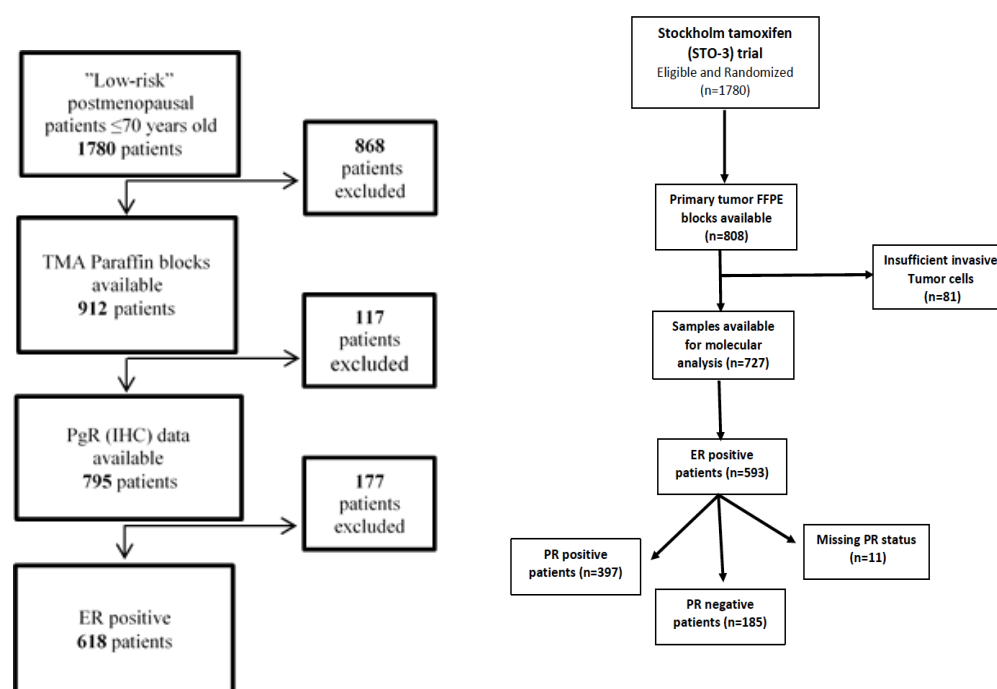 ”Low-risk”
postmenopausal
patients ≤70 years old
1780 patients
868
patients
excluded
TMA Paraffin blocks
available
912 patients
117
patients
excluded
PgR (IHC) data
available
795 patients
177
patients
excluded
ER positive
618 patients
Stockholm tamoxifen
(STO-3) trial
Eligible and Randomized
(n=1780)
Primary tumor FFPE
blocks available
(n=808)
Insufficient invasive
Tumor cells
(n=81)
Samples available
for molecular
analysis (n=727)
ER positive
patients (n=593)
PR positive
patients (n=397)
Missing PR status
(n=11)
PR negative
patients (n=185)